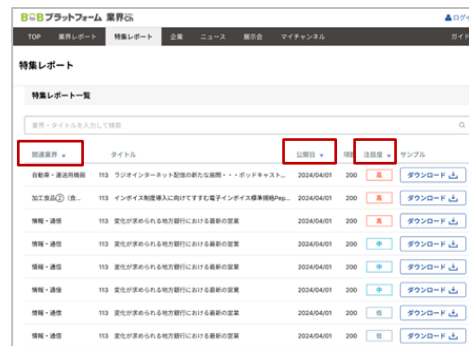 BtoBプラットフォーム 業界ch
ログイ
TOP 業界レポート 特集レポート 企業 ニュース 展示会 マイチャンネル ガイド
特集レポート
特集レポート一覧
業界・タイトルを入力して検索
関連業界 タイトル 公開日 項数 注目度 サンプル
自動車・運送用機器 113 ラジオインターネット配信の新たな展開・・・ポッドキャスト... 2024/04/01 200 高 ダウンロード
加工食品② (食... 113 インボイス制度導入に向けてすすむ電子インボイス標準規格Pep... 2024/04/01 200 高 ダウンロード
情報・通信 113 変化が求められる地方銀行における最新の営業 2024/04/01 200 高 ダウンロード
情報・通信 113 変化が求められる地方銀行における最新の営業 2024/04/01 200 中 ダウンロード
情報・通信 113 変化が求められる地方銀行における最新の営業 2024/04/01 200 中 ダウンロード
情報・通信 113 変化が求められる地方銀行における最新の営業 2024/04/01 200 低 ダウンロード
情報・通信 113 変化が求められる地方銀行における最新の営業 2024/04/01 200 低 ダウンロード